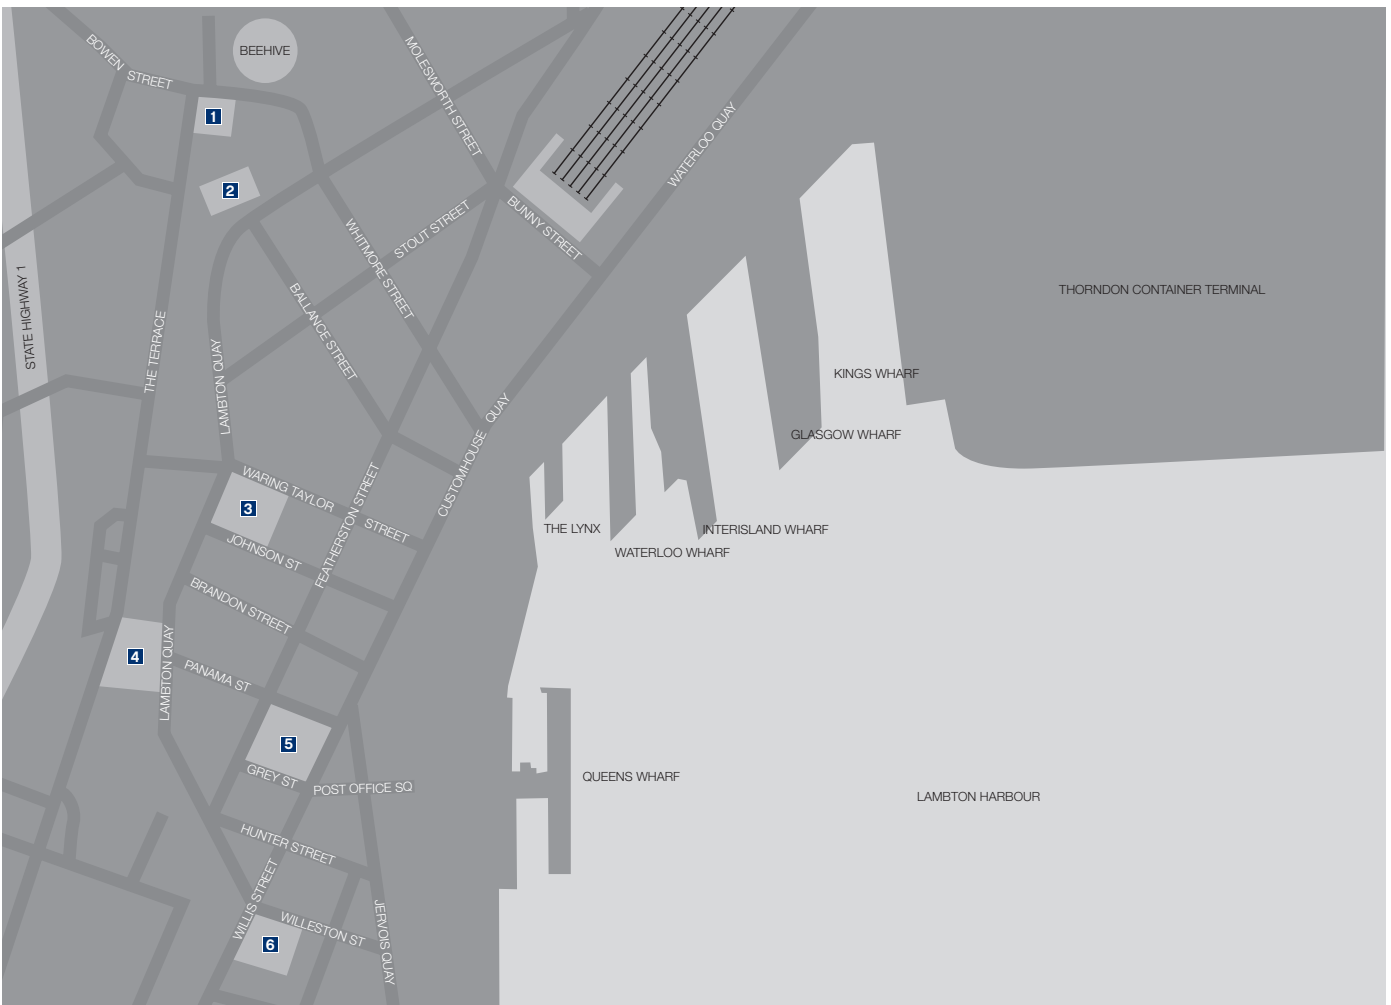 BOWEN STREET
BEEHIVE
MOLESWORTH STREET
1
WATERLOO QUAY
2
BUNNY STREET
STOUT STREET
WHITMORE STREET
STATE HIGHWAY 1
THORNDON CONTAINER TERMINAL
BALLANCE STREET
THE TERRACE
LAMBTON QUAY
KINGS WHARF
CUSTOMHOUSE QUAY
GLASGOW WHARF
WARING TAYLOR STREET
3
FEATHERSTON STREET
THE LYNX
INTERISLAND WHARF
WATERLOO WHARF
JOHNSON ST
BRANDON STREET
4
LAMBTON QUAY
PANAMA ST
5
GREY ST
POST OFFICE SQ
QUEENS WHARF
LAMBTON HARBOUR
HUNTER STREET
WILLIS STREET
WILLESTON ST
JERVOIS QUAY
6